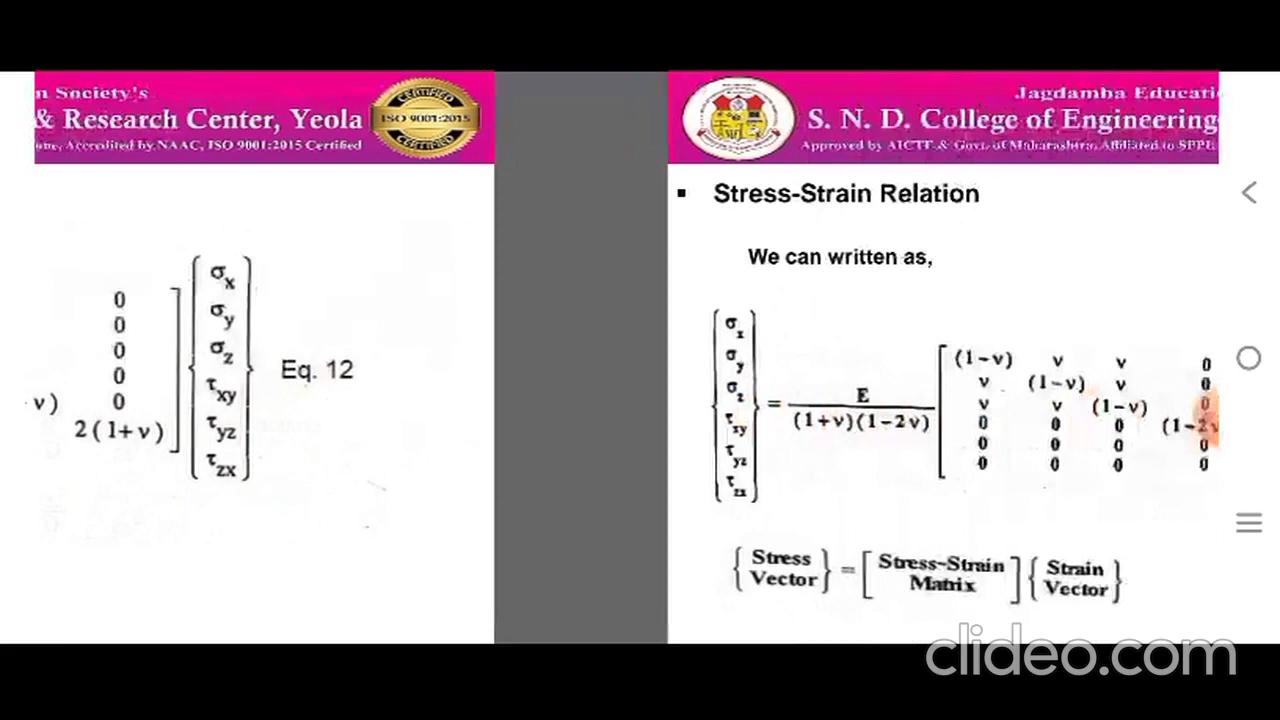 n Society's
& Research Center, Yeola
Accredited by NAAC, ISO 9001:2015 Certified
CERTIFIED
ISO 9001:2015
CERTIFIED
0
0
0
0
ν) 0
2(1+ν)
σx
σy
σz
τxy
τyz
τzx
Eq. 12
Jagdamba Educati
S. N. D. College of Engineering
Approved by AICTE & Govt. of Maharashtra, Affiliated to SPPU
▪ Stress-Strain Relation
We can written as,
σx
σy
σz
τxy
τyz
τzx
= E
(1+ν)(1−2ν)
(1−ν) ν ν 0
ν (1−ν) ν 0
ν ν (1−ν) 0
0 0 0 (1−2ν
0 0 0 0
0 0 0 0
{Stress Vector} = [Stress-Strain Matrix] {Strain Vector}
clideo.com